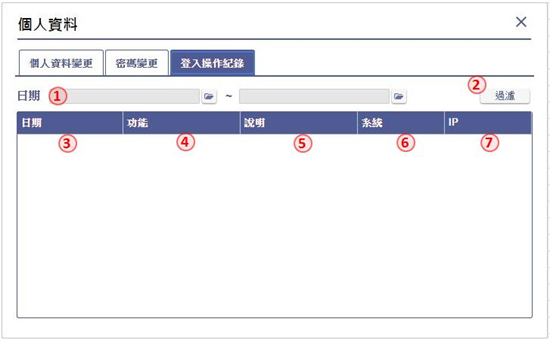 個人資料
個人資料變更 密碼變更 登入操作紀錄
日期 ① ~ ② 過濾
日期 功能 說明 系統 IP
③ ④ ⑤ ⑥ ⑦